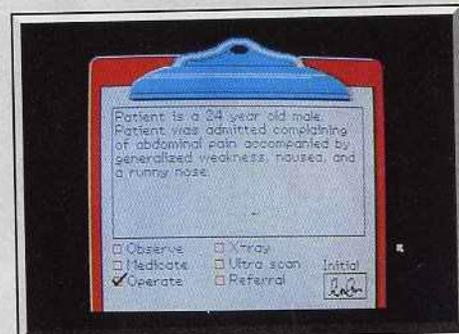 Patient is a 24 year old male.
Patient was admitted complaining
of abdominal pain accompanied by
generalized weakness, nausea, and
a runny nose.
Observe X-ray
Medicate Ultra scan Initial
Operate Referral